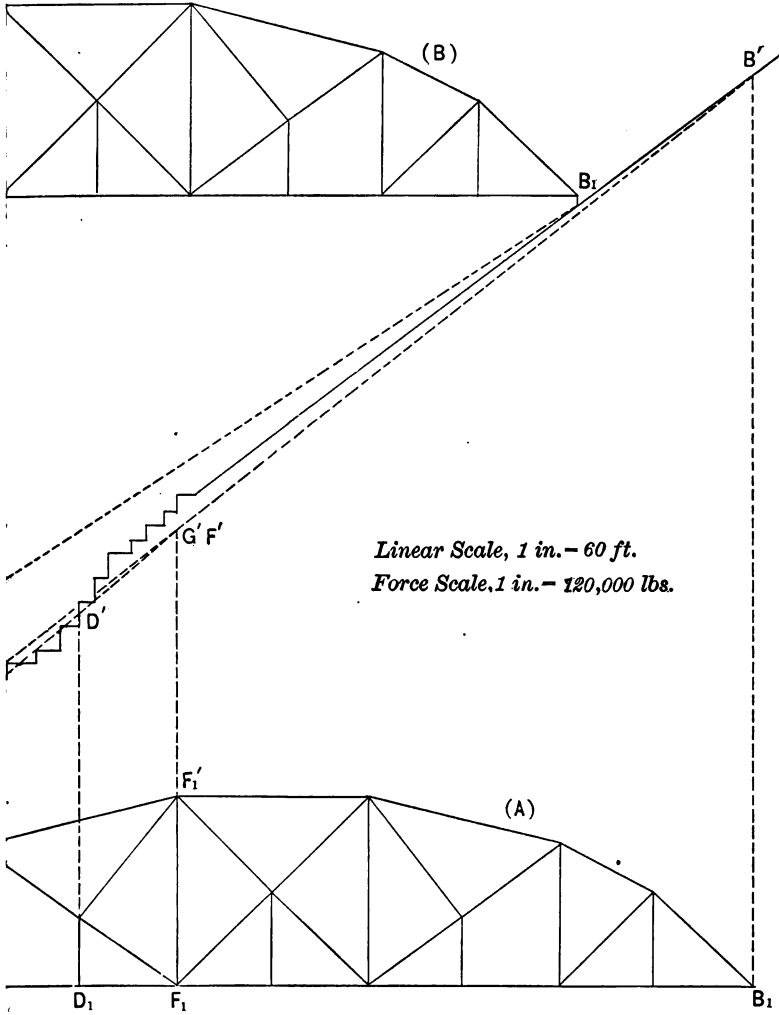 (B)
B′
B₁
G′ F′
Linear Scale, 1 in. – 60 ft.
Force Scale, 1 in. – 120,000 lbs.
D′
F₁′
(A)
D₁
F₁
B₁